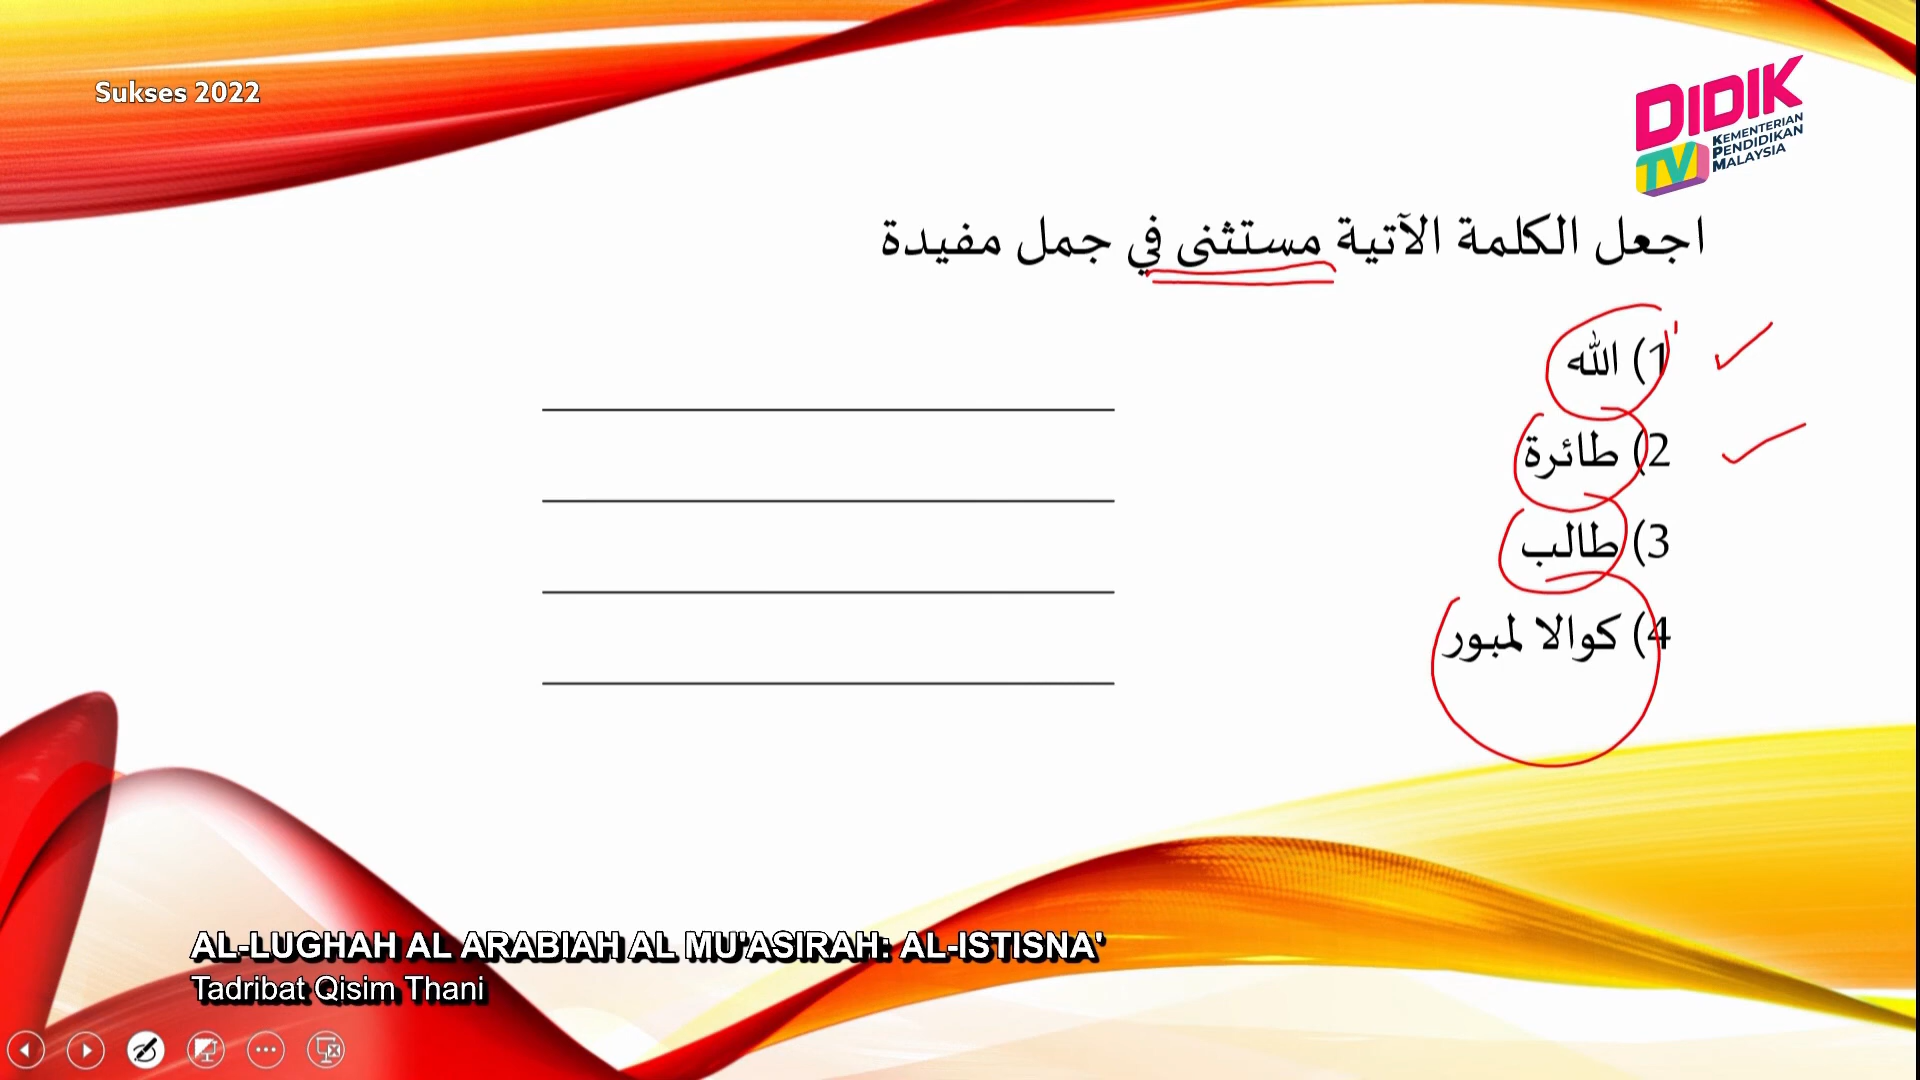 Sukses 2022
DIDIK
TV
KEMENTERIAN
PENDIDIKAN
MALAYSIA
اجعل الكلمة الآتية مستثنى في جمل مفيدة
1) الله
2) طائرة
3) طالب
4) كوالا لمبور
AL-LUGHAH AL ARABIAH AL MU'ASIRAH: AL-ISTISNA'
Tadribat Qisim Thani